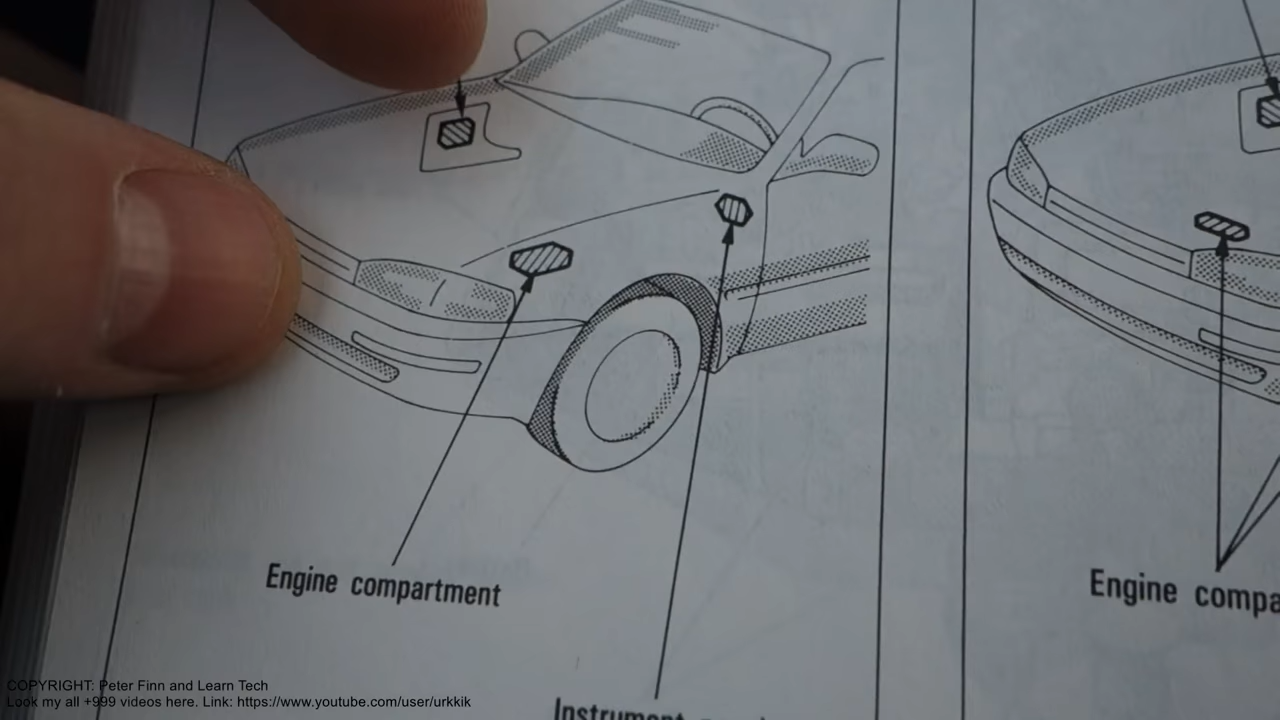 Engine compartment
Engine compa
Instrument
COPYRIGHT: Peter Finn and Learn Tech
Look my all +999 videos here. Link: https://www.youtube.com/user/urkkik